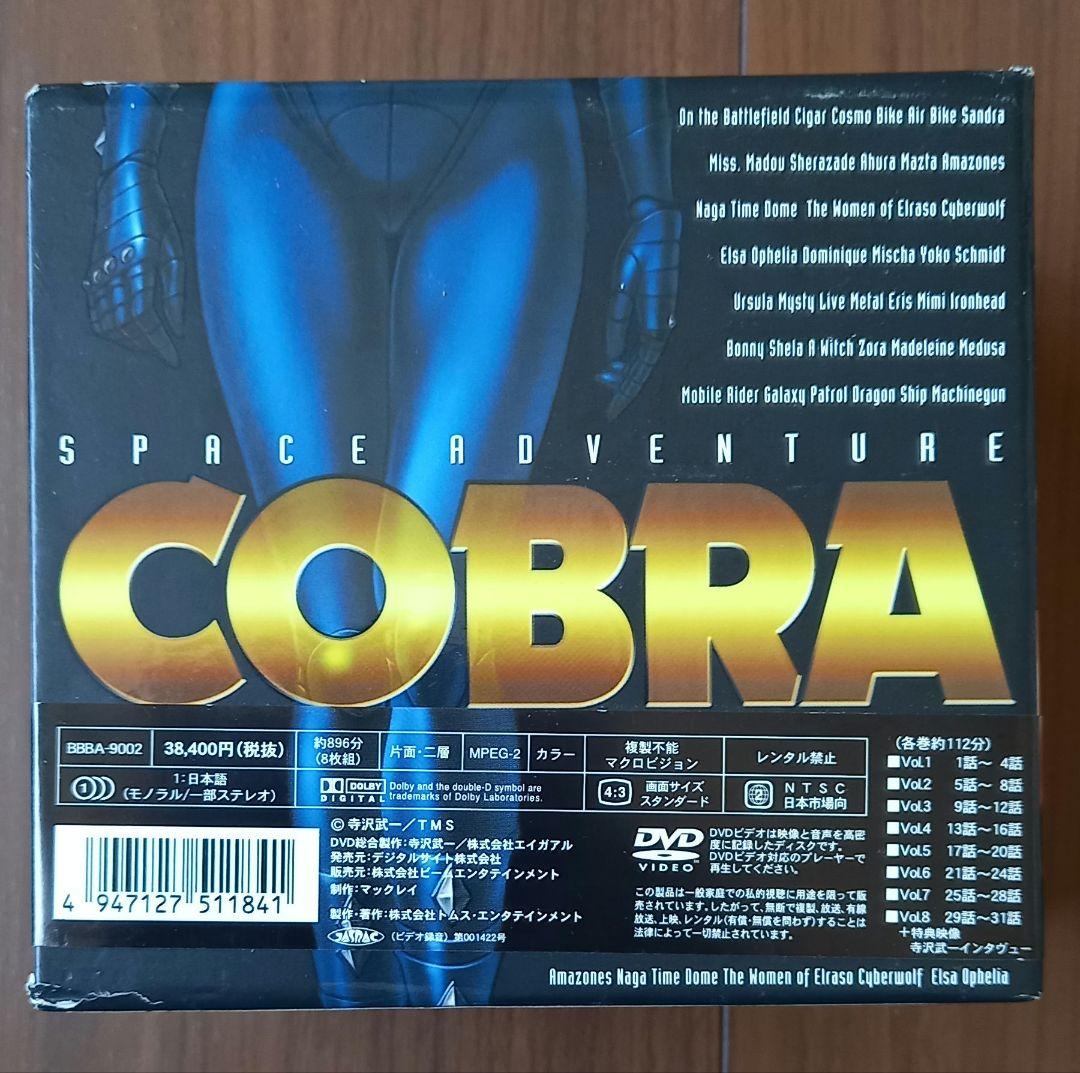 On the Battlefield Cigar Cosmo Bike Air Bike Sandra
Miss. Madou Sherazade Ahura Mazta Amazones
Naga Time Dome The Women of Elraso Cyberwolf
Elsa Ophelia Dominique Mischa Yoko Schmidt
Ursula Mysty Live Metal Eris Mimi Ironhead
Bonny Shela A Witch Zora Madeleine Medusa
Mobile Rider Galaxy Patrol Dragon Ship Machinegun
SPACE ADVENTURE
COBRA
BBBA-9002
38,400円(税抜)
約896分
(8枚組)
片面・二層
MPEG-2
カラー
複製不能
マクロビジョン
レンタル禁止
1
1:日本語
(モノラル/一部ステレオ)
DOLBY
DIGITAL
Dolby and the double-D symbol are
trademarks of Dolby Laboratories.
4:3
画面サイズ
スタンダード
2
NTSC
日本市場向
(各巻約112分)
■Vol.1 1話〜 4話
■Vol.2 5話〜 8話
■Vol.3 9話〜12話
■Vol.4 13話〜16話
■Vol.5 17話〜20話
■Vol.6 21話〜24話
■Vol.7 25話〜28話
■Vol.8 29話〜31話
+特典映像
寺沢武一インタヴュー
4 947127 511841
©寺沢武一/TMS
DVD総合製作:寺沢武一/株式会社エイガアル
発売元:デジタルサイト株式会社
販売元:株式会社ビームエンタテインメント
制作:マックレイ
製作・著作:株式会社トムス・エンタテインメント
JASRAC
(ビデオ録音)第001422号
DVD
VIDEO
DVDビデオは映像と音声を高密
度に記録したディスクです。
DVDビデオ対応のプレーヤーで
再生してください。
この製品は一般家庭での私的視聴に用途を限って販
売されています。したがって、無断で複製、放送、有線
放送、上映、レンタル(有償・無償を問わず)することは
法律によって一切禁止されています。
Amazones Naga Time Dome The Women of Elraso Cyberwolf Elsa Ophelia